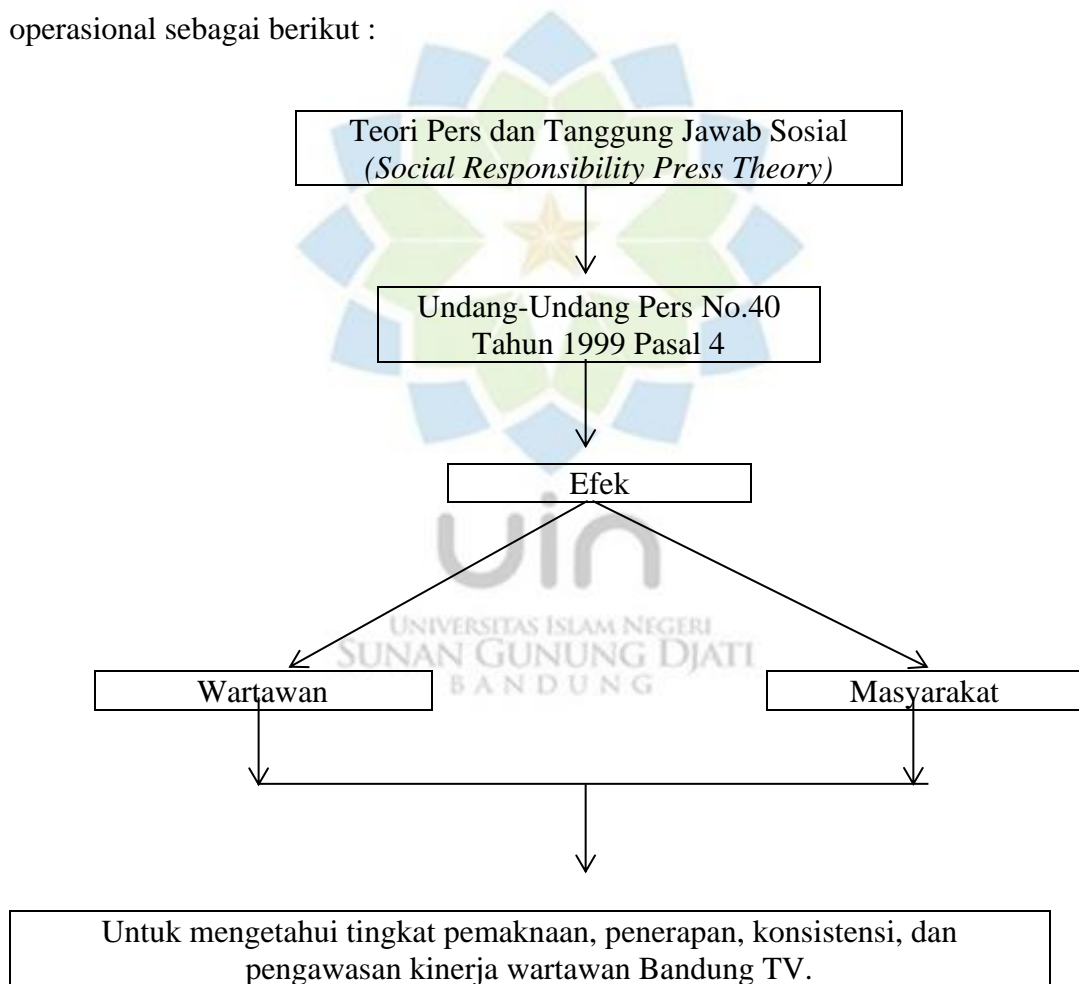 operasional sebagai berikut :
Teori Pers dan Tanggung Jawab Sosial
(Social Responsibility Press Theory)
Undang-Undang Pers No.40
Tahun 1999 Pasal 4
Efek
uin
UNIVERSITAS ISLAM NEGERI
SUNAN GUNUNG DJATI
BANDUNG
Wartawan
Masyarakat
Untuk mengetahui tingkat pemaknaan, penerapan, konsistensi, dan
pengawasan kinerja wartawan Bandung TV.